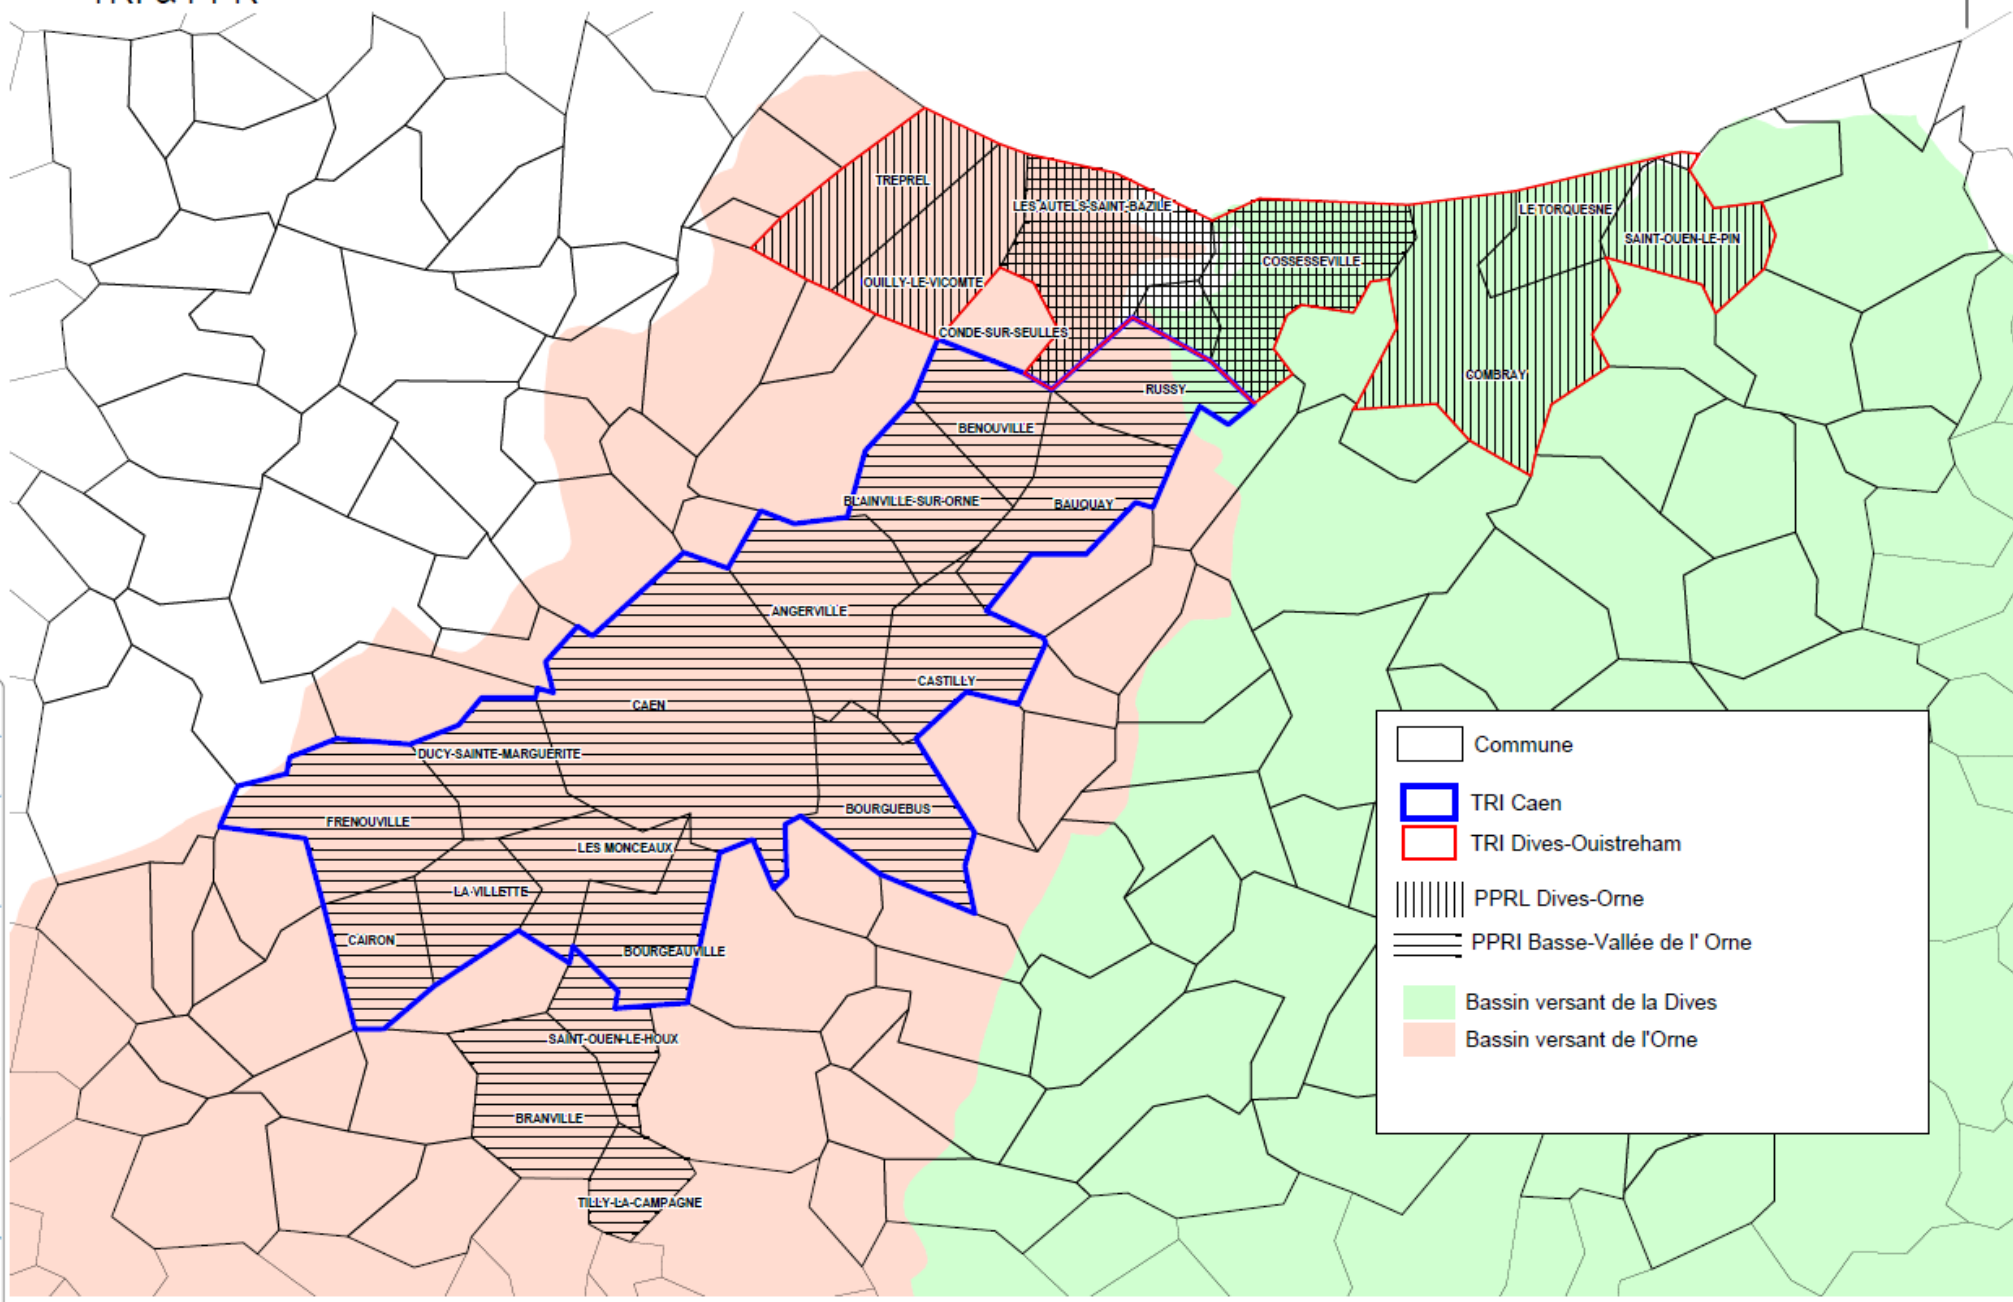 TRI & PPR
TREPREL
LES AUTELS-SAINT-BAZILE
LE TORQUESNE
SAINT-OUEN-LE-PIN
COSSESSEVILLE
OUILLY-LE-VICOMTE
CONDE-SUR-SEULLES
COMBRAY
RUSSY
BENOUVILLE
BLAINVILLE-SUR-ORNE
BAUQUAY
ANGERVILLE
CASTILLY
CAEN
DUCY-SAINTE-MARGUERITE
BOURGUEBUS
FRENOUVILLE
LES MONCEAUX
LA-VILLETTE
CAIRON
BOURGEAUVILLE
SAINT-OUEN-LE-HOUX
BRANVILLE
TILLY-LA-CAMPAGNE
Commune
TRI Caen
TRI Dives-Ouistreham
PPRL Dives-Orne
PPRI Basse-Vallée de l' Orne
Bassin versant de la Dives
Bassin versant de l'Orne